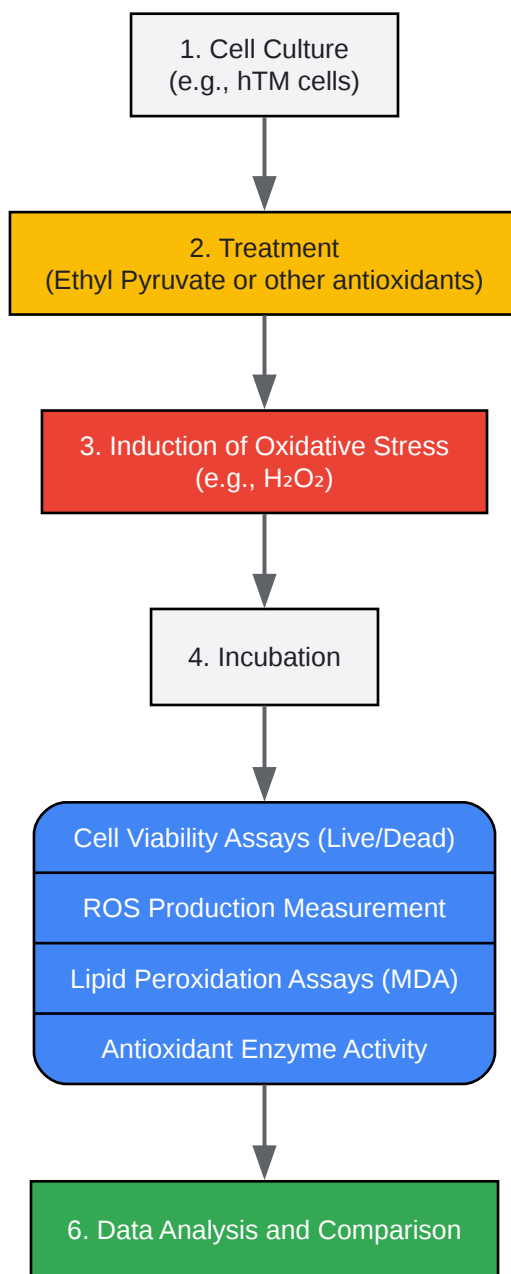 1. Cell Culture
(e.g., hTM cells)
2. Treatment
(Ethyl Pyruvate or other antioxidants)
3. Induction of Oxidative Stress
(e.g., H₂O₂)
4. Incubation
Cell Viability Assays (Live/Dead)
ROS Production Measurement
Lipid Peroxidation Assays (MDA)
Antioxidant Enzyme Activity
6. Data Analysis and Comparison